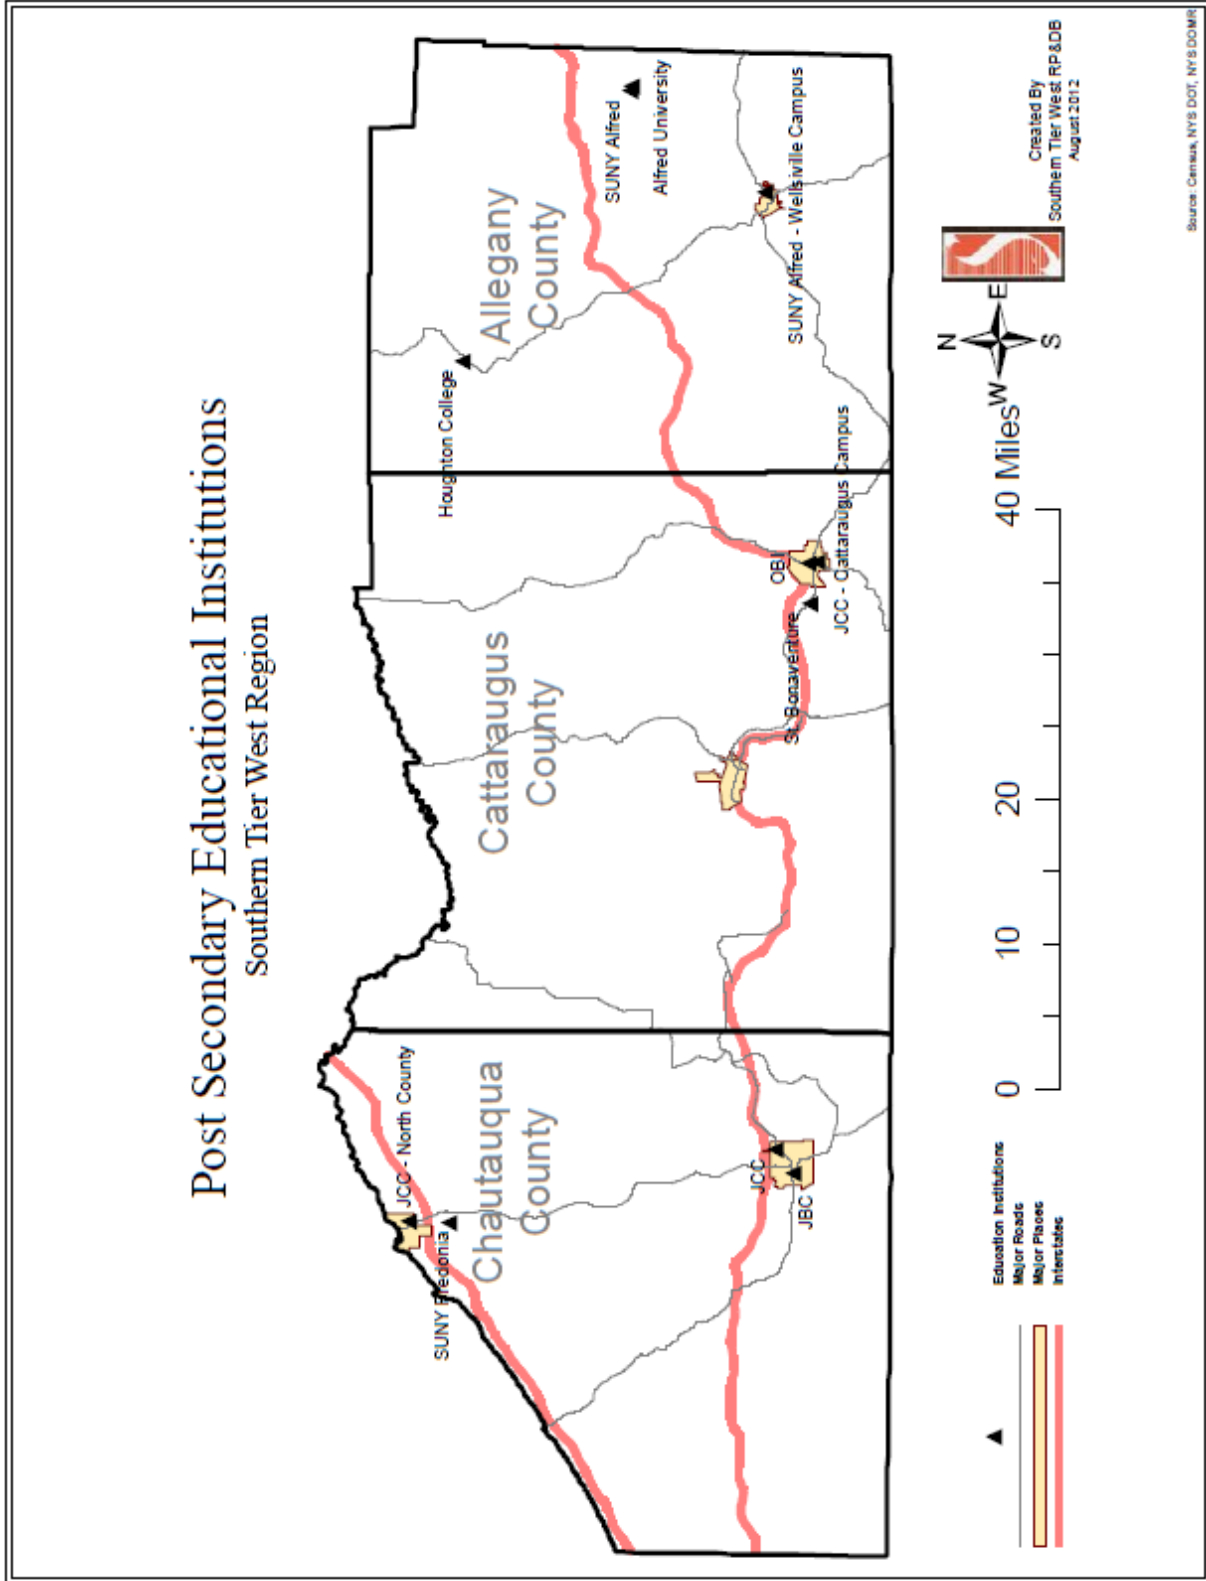 Post Secondary Educational Institutions
Southern Tier West Region
JCC - North County
SUNY Fredonia
Chautauqua
County
JCC
JBC
Cattaraugus
County
OBI
St. Bonaventure
JCC - Cattaraugus Campus
Houghton College
Allegany
County
SUNY Alfred
Alfred University
SUNY Alfred - Wellsiville Campus
Education Institutions
Major Roads
Major Places
Interstates
0 10 20 40 Miles
N
W E
S
Created By
Southern Tier West RP&DB
August 2012
Source: Census, NYS DOT, NYSDOMR